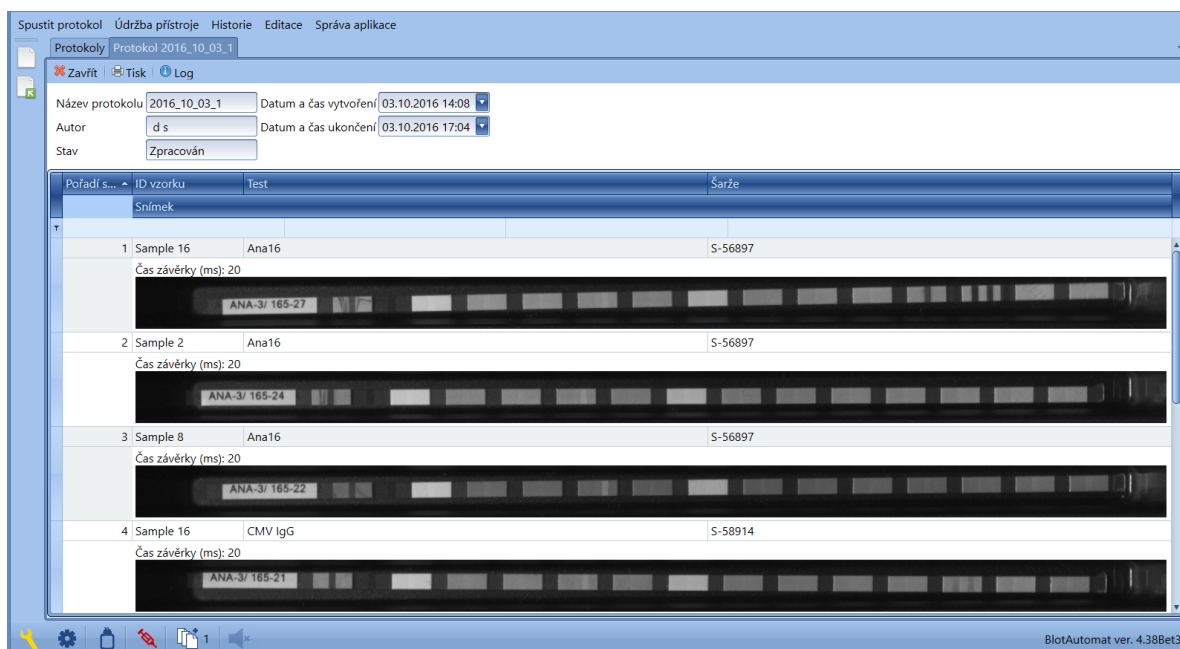 Spustit protokol Údržba přístroje Historie Editace Správa aplikace
Protokoly Protokol 2016_10_03_1
Zavřít Tisk Log
Název protokolu 2016_10_03_1 Datum a čas vytvoření 03.10.2016 14:08
Autor d s Datum a čas ukončení 03.10.2016 17:04
Stav Zpracován
Pořadí s... ID vzorku Test Šarže
Snímek
1 Sample 16 Ana16 S-56897
Čas závěrky (ms): 20
ANA-3/ 165-27
2 Sample 2 Ana16 S-56897
Čas závěrky (ms): 20
ANA-3/ 165-24
3 Sample 8 Ana16 S-56897
Čas závěrky (ms): 20
ANA-3/ 165-22
4 Sample 16 CMV IgG S-58914
Čas závěrky (ms): 20
ANA-3/ 165-21
1 BlotAutomat ver. 4.38Bet3